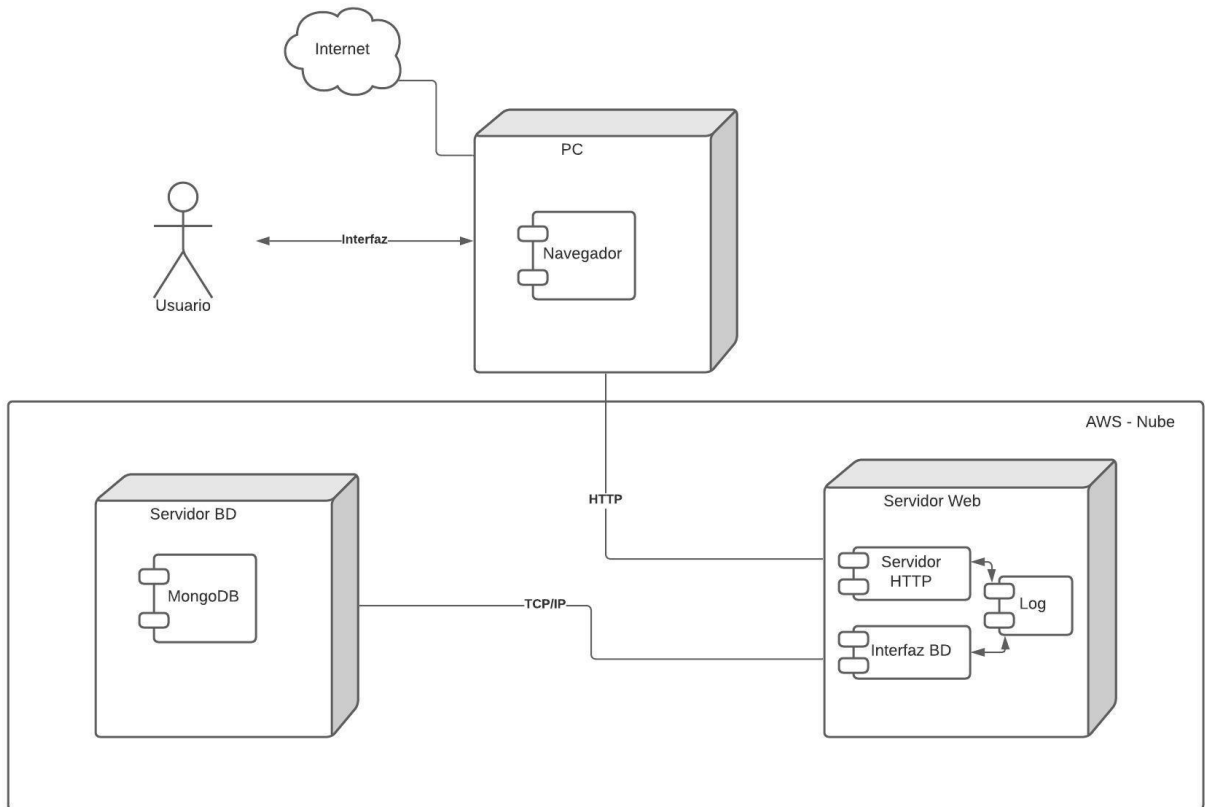 Internet
PC
Navegador
Interfaz
Usuario
AWS - Nube
HTTP
Servidor BD
MongoDB
TCP/IP
Servidor Web
Servidor
HTTP
Log
Interfaz BD